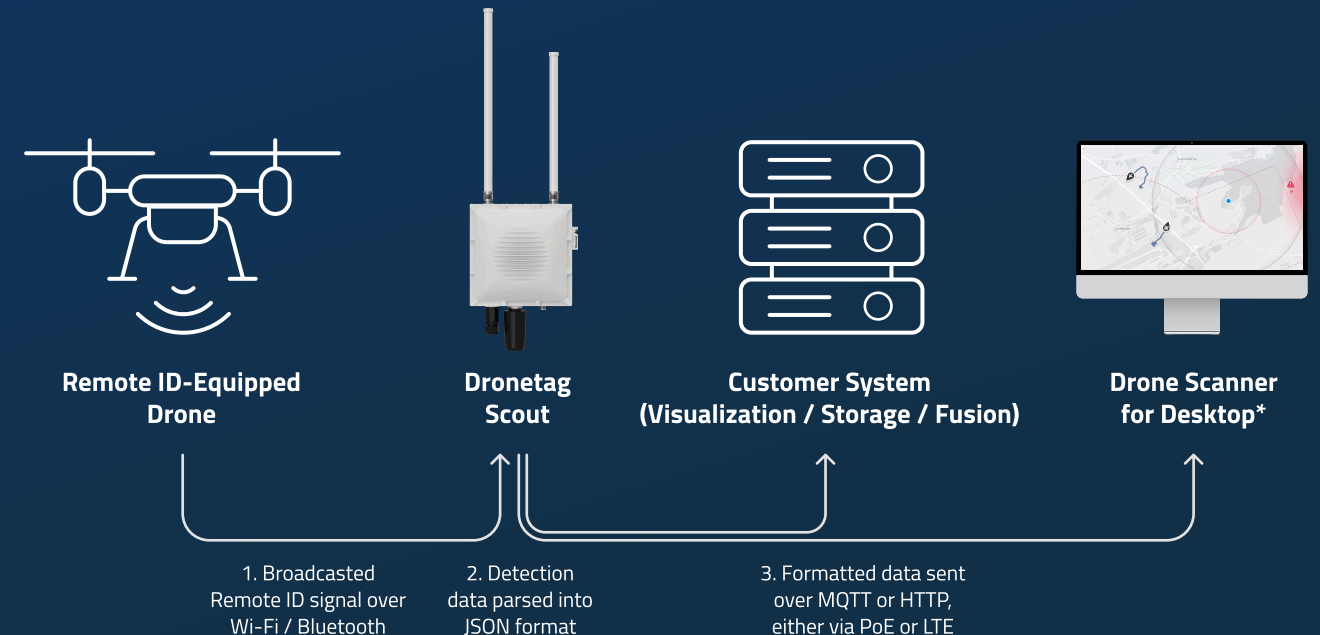 Remote ID-Equipped
Drone
Dronetag
Scout
Customer System
(Visualization / Storage / Fusion)
Drone Scanner
for Desktop*
1. Broadcasted
Remote ID signal over
Wi-Fi / Bluetooth
2. Detection
data parsed into
JSON format
3. Formatted data sent
over MQTT or HTTP,
either via PoE or LTE